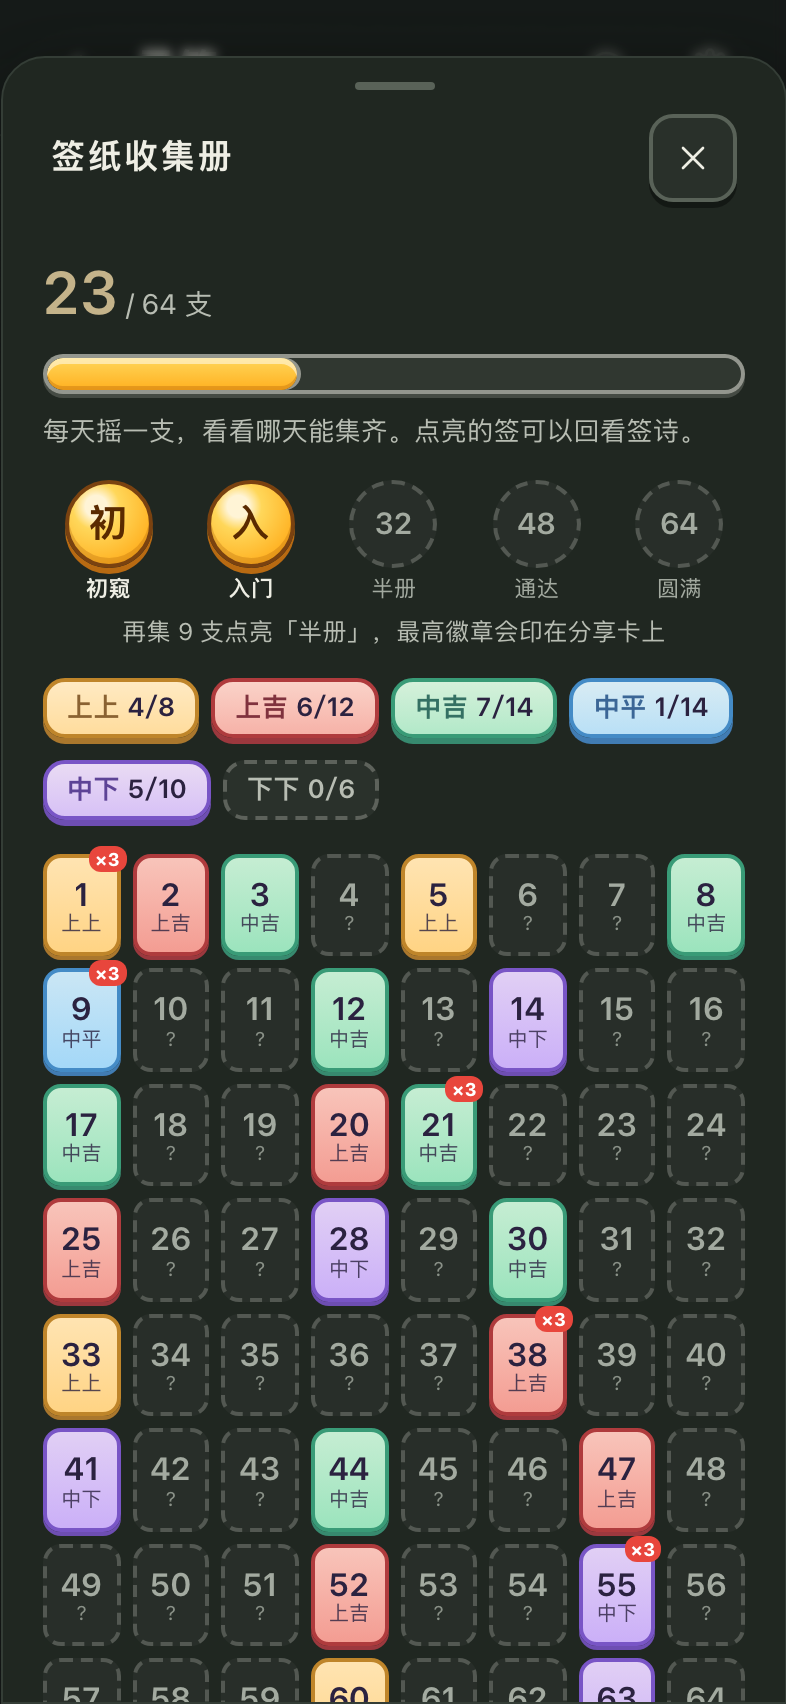 签纸收集册
23 / 64 支
每天摇一支，看看哪天能集齐。点亮的签可以回看签诗。
初 入 32 48 64
初窥 入门 半册 通达 圆满
再集 9 支点亮「半册」，最高徽章会印在分享卡上
上上 4/8 上吉 6/12 中吉 7/14 中平 1/14
中下 5/10 下下 0/6
×3
1 2 3 4 5 6 7 8
上上 上吉 中吉 ? 上上 ? ? 中吉
×3
9 10 11 12 13 14 15 16
中平 ? ? 中吉 ? 中下 ? ?
×3
17 18 19 20 21 22 23 24
中吉 ? ? 上吉 中吉 ? ? ?
25 26 27 28 29 30 31 32
上吉 ? ? 中下 ? 中吉 ? ?
×3
33 34 35 36 37 38 39 40
上上 ? ? ? ? 上吉 ? ?
41 42 43 44 45 46 47 48
中下 ? ? 中吉 ? ? 上吉 ?
×3
49 50 51 52 53 54 55 56
? ? ? 上吉 ? ? 中下 ?
57 58 59 60 61 62 63 64